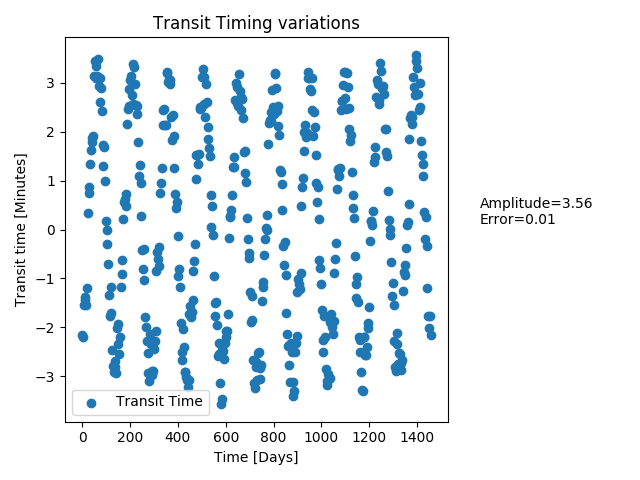 Transit Timing variations
Transit time [Minutes]
3
2
1
0
−1
−2
−3
Transit Time
0 200 400 600 800 1000 1200 1400
Time [Days]
Amplitude=3.56
Error=0.01